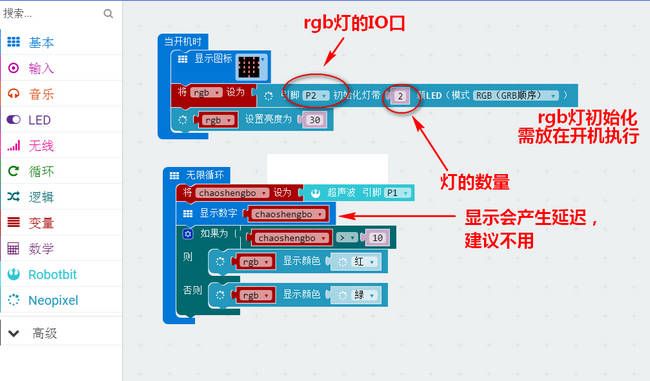 搜索...
基本
输入
音乐
LED
无线
循环
逻辑
变量
数学
Robotbit
Neopixel
高级
rgb灯的IO口
当开机时
显示图标
将 rgb 设为 引脚 P2 初始化灯带 2 颗LED（模式 RGB（GRB顺序） ）
rgb 设置亮度为 30
rgb灯初始化
需放在开机执行
灯的数量
无限循环
将 chaoshengbo 设为 超声波 引脚 P1
显示数字 chaoshengbo
显示会产生延迟，
建议不用
如果为 chaoshengbo > 10
则 rgb 显示颜色 红
否则 rgb 显示颜色 绿